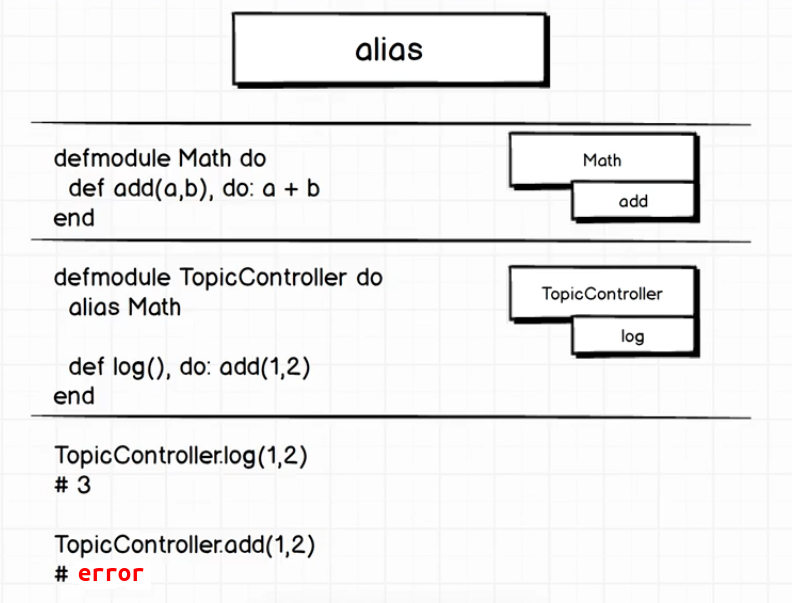 alias
defmodule Math do
def add(a,b), do: a + b
end
Math
add
defmodule TopicController do
alias Math
def log(), do: add(1,2)
end
TopicController
log
TopicController.log(1,2)
# 3
TopicController.add(1,2)
# error